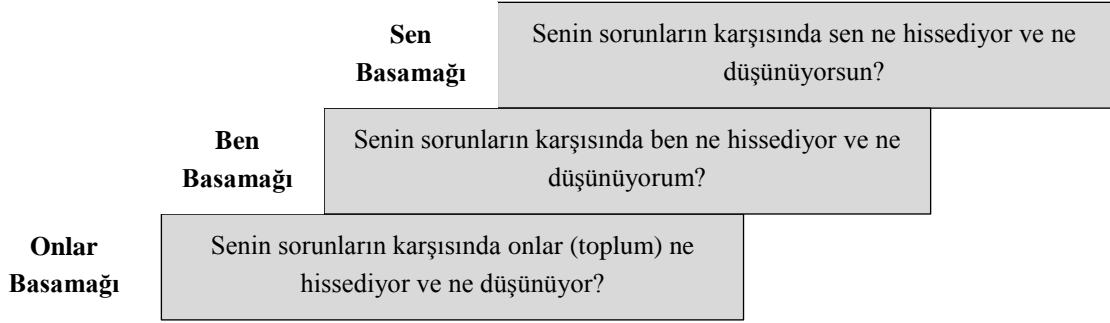 Sen
Basamağı
Senin sorunların karşısında sen ne hissediyor ve ne
düşünüyorsun?
Ben
Basamağı
Senin sorunların karşısında ben ne hissediyor ve ne
düşünüyorum?
Onlar
Basamağı
Senin sorunların karşısında onlar (toplum) ne
hissediyor ve ne düşünüyor?